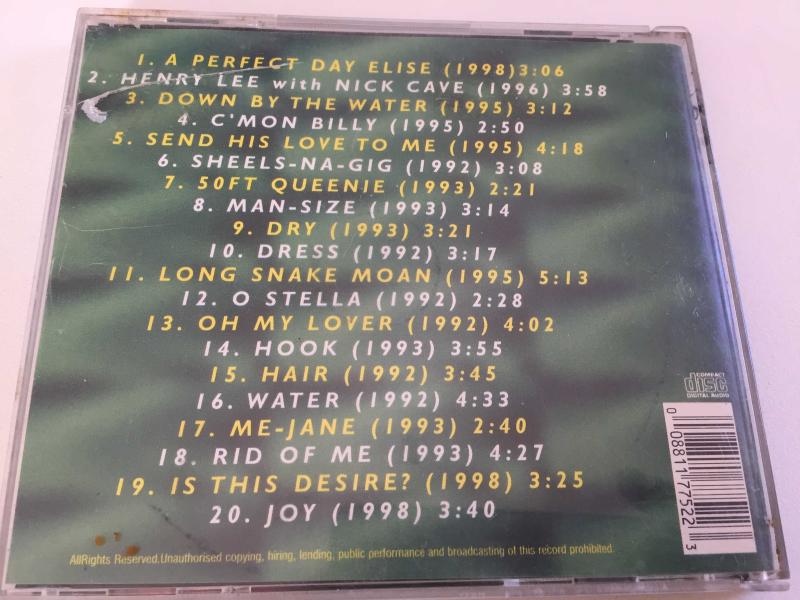 1. A PERFECT DAY ELISE (1998)3:06
2. HENRY LEE with NICK CAVE (1996) 3:58
3. DOWN BY THE WATER (1995) 3:12
4. C'MON BILLY (1995) 2:50
5. SEND HIS LOVE TO ME (1995) 4:18
6. SHEELS-NA-GIG (1992) 3:08
7. 50FT QUEENIE (1993) 2:21
8. MAN-SIZE (1993) 3:14
9. DRY (1993) 3:21
10. DRESS (1992) 3:17
11. LONG SNAKE MOAN (1995) 5:13
12. O STELLA (1992) 2:28
13. OH MY LOVER (1992) 4:02
14. HOOK (1993) 3:55
15. HAIR (1992) 3:45
16. WATER (1992) 4:33
17. ME-JANE (1993) 2:40
18. RID OF ME (1993) 4:27
19. IS THIS DESIRE? (1998) 3:25
20. JOY (1998) 3:40
COMPACT
disc
DIGITAL AUDIO
0 08811 77522 3
AllRights Reserved.Unauthorised copying, hiring, lending, public performance and broadcasting of this record prohibited.